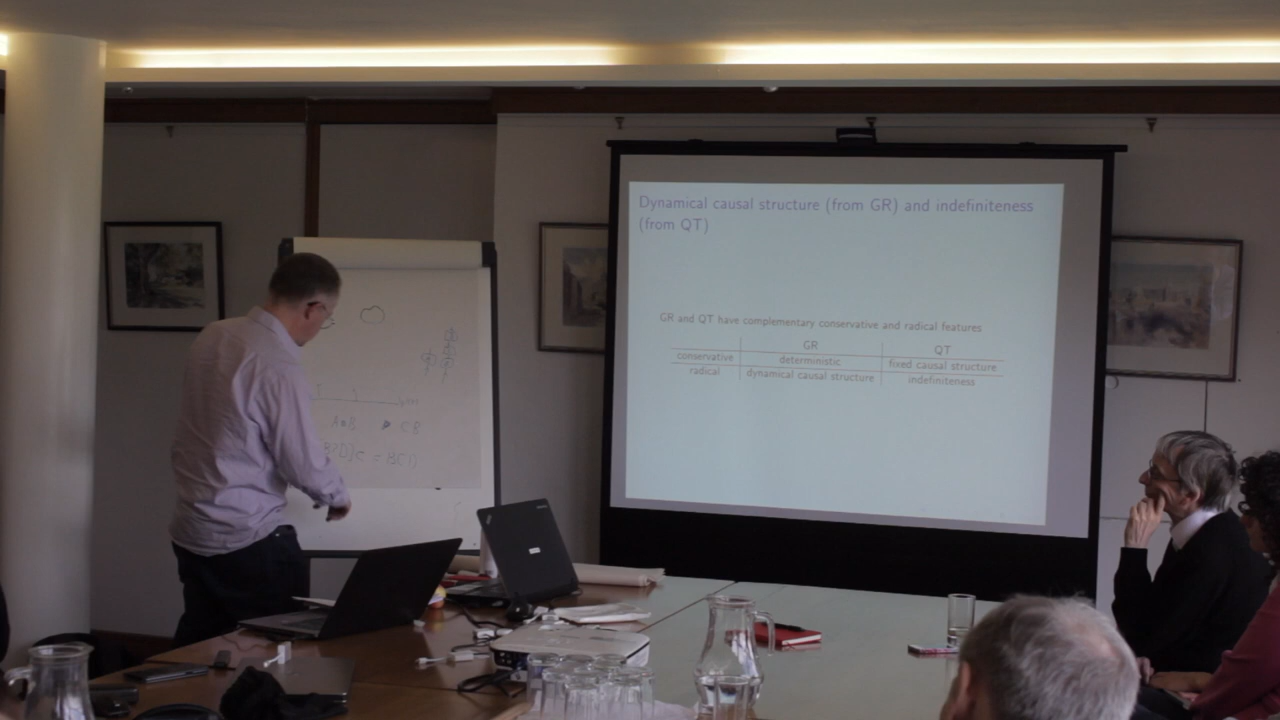 Dynamical causal structure (from GR) and indefiniteness
(from QT)
GR and QT have complementary conservative and radical features
GR QT
conservative deterministic fixed causal structure
radical dynamical causal structure indefiniteness